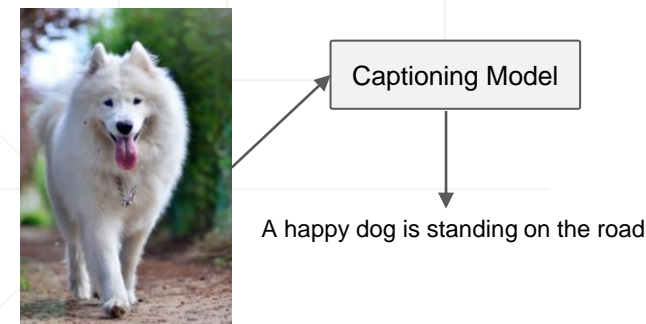 Captioning Model
A happy dog is standing on the road